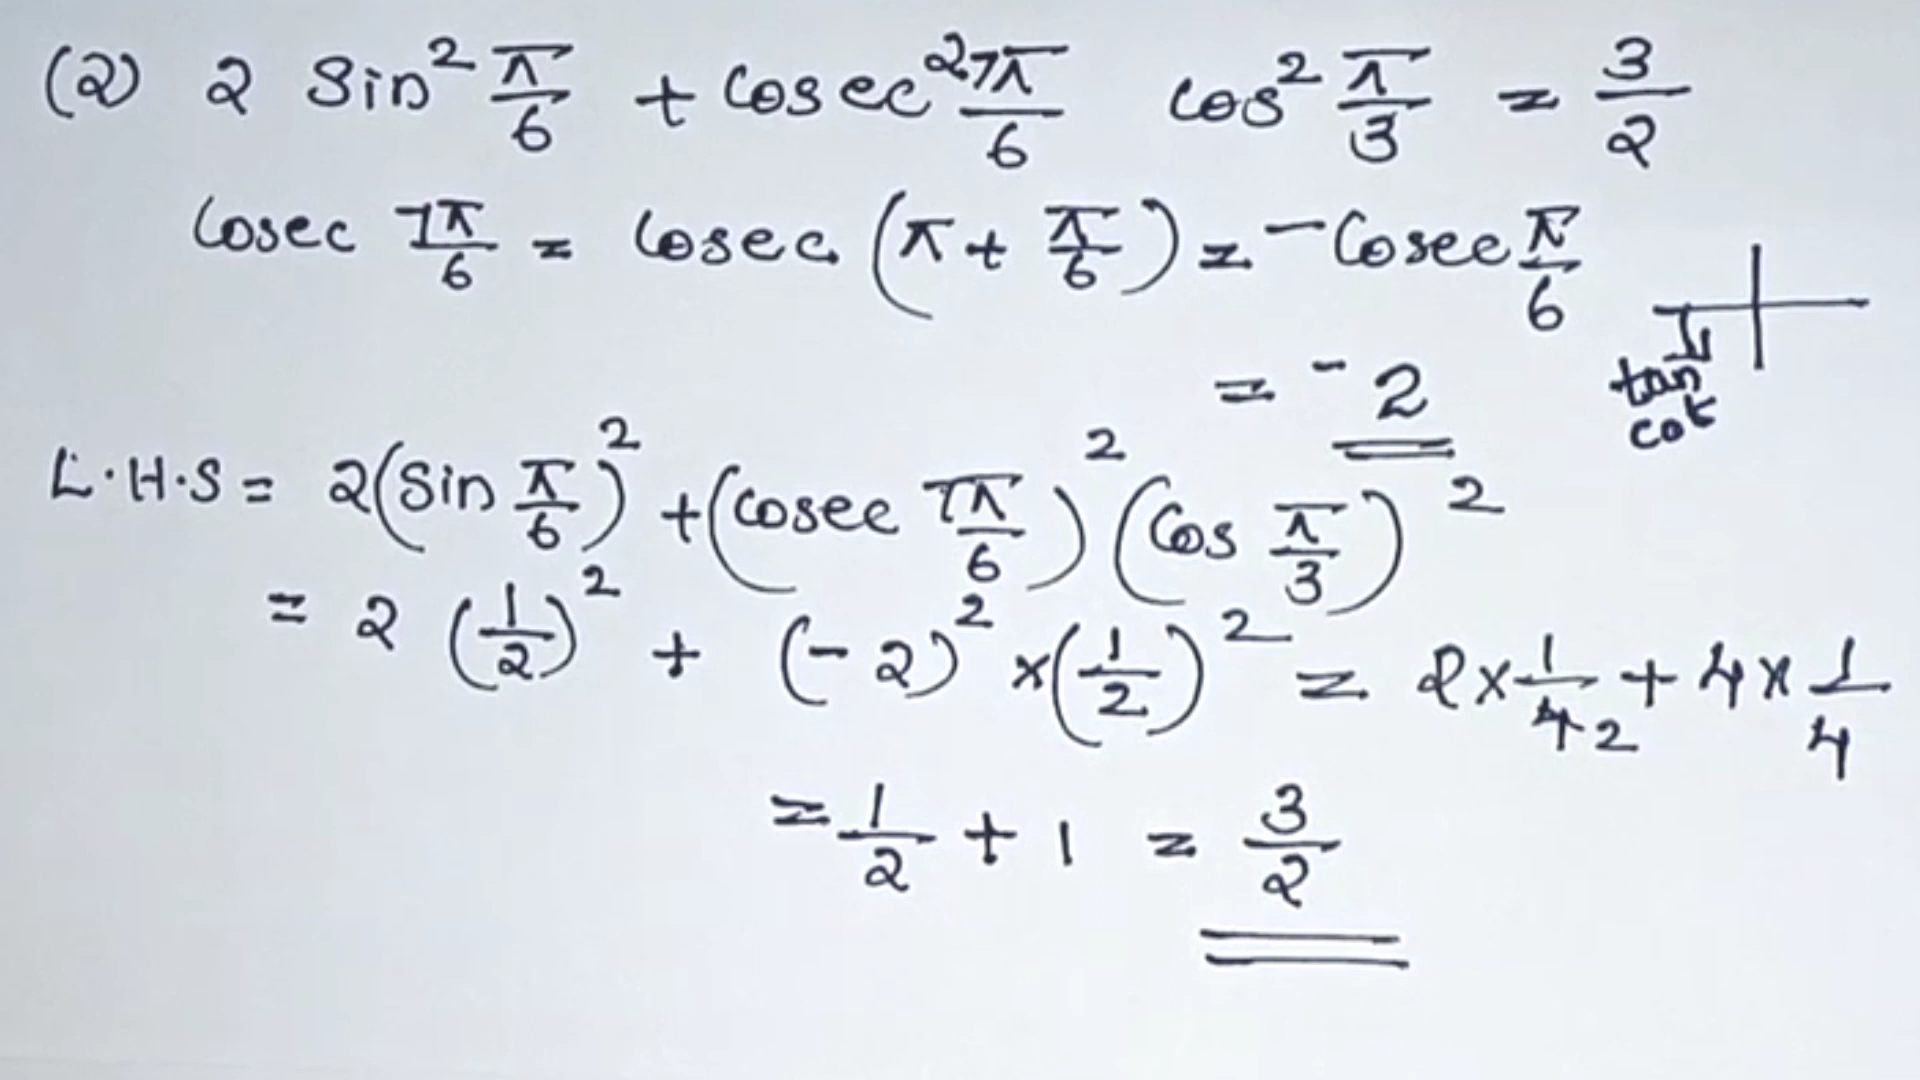 (2) 2 Sin² π/6 + Cosec² 7π/6 cos² π/3 = 3/2
Cosec 7π/6 = Cosec (π + π/6) = -Cosec π/6
= -2
III
tan
cot
L.H.S = 2(Sin π/6)² + (cosec 7π/6)² (Cos π/3)²
= 2 (1/2)² + (-2)² × (1/2)² = 2 × 1/4 2 + 4 × 1/4
= 1/2 + 1 = 3/2